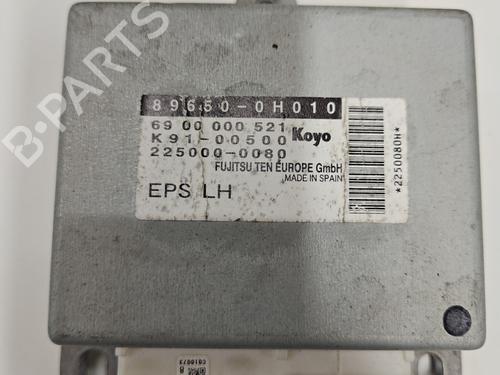 89650-0H010
69 00 000 521
Koyo
K91-00500
225000-0080
FUJITSU TEN EUROPE GmbH
MADE IN SPAIN
EPS LH
*2250080H*
B-Parts